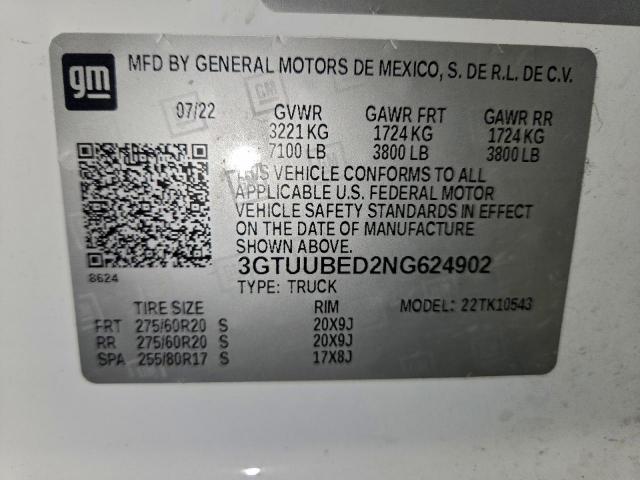 gm MFD BY GENERAL MOTORS DE MEXICO, S. DE R.L. DE C.V.
07/22 GVWR GAWR FRT GAWR RR
3221 KG 1724 KG 1724 KG
7100 LB 3800 LB 3800 LB
THIS VEHICLE CONFORMS TO ALL
APPLICABLE U.S. FEDERAL MOTOR
VEHICLE SAFETY STANDARDS IN EFFECT
ON THE DATE OF MANUFACTURE
SHOWN ABOVE.
8624
3GTUUBED2NG624902
TYPE: TRUCK MODEL: 22TK10543
TIRE SIZE RIM
FRT 275/60R20 S 20X9J
RR 275/60R20 S 20X9J
SPA 255/80R17 S 17X8J